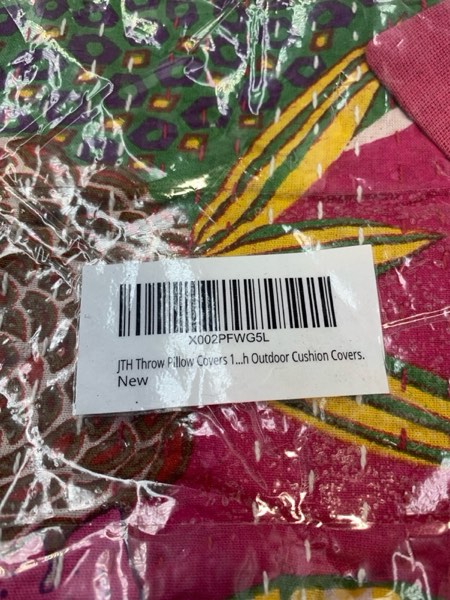 X002PFWG5L
JTH Throw Pillow Covers 1...h Outdoor Cushion Covers.
New